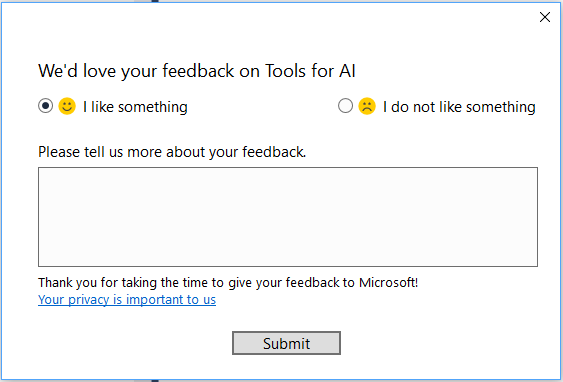 We'd love your feedback on Tools for AI
I like something
I do not like something
Please tell us more about your feedback.
Thank you for taking the time to give your feedback to Microsoft!
Your privacy is important to us
Submit